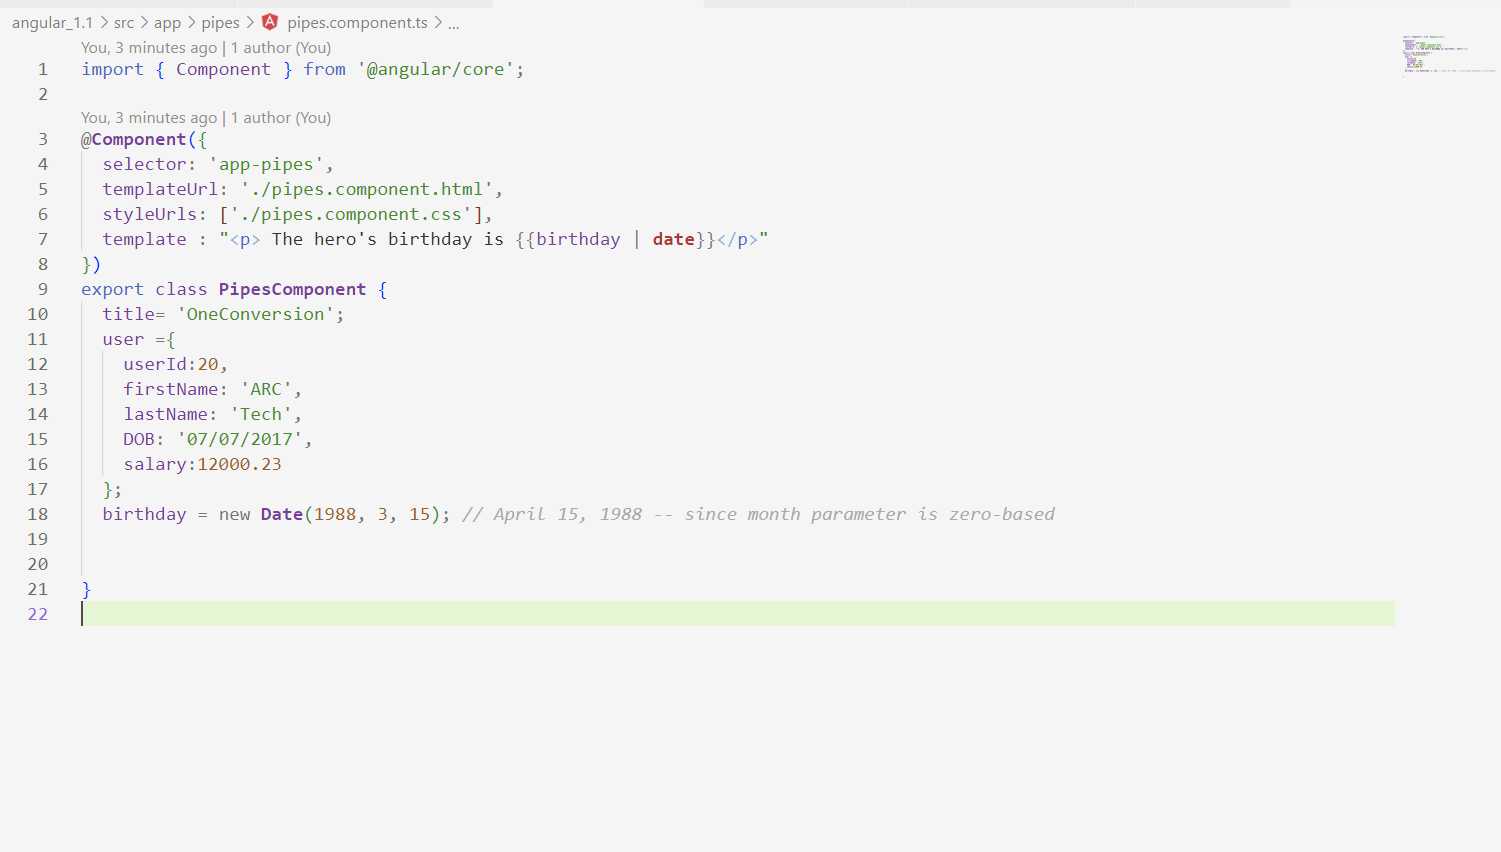 angular_1.1 > src > app > pipes > pipes.component.ts > ...
You, 3 minutes ago | 1 author (You)
1 import { Component } from '@angular/core';
2
You, 3 minutes ago | 1 author (You)
3 @Component({
4   selector: 'app-pipes',
5   templateUrl: './pipes.component.html',
6   styleUrls: ['./pipes.component.css'],
7   template : "<p> The hero's birthday is {{birthday | date}}</p>"
8 })
9 export class PipesComponent {
10   title= 'OneConversion';
11   user ={
12     userId:20,
13     firstName: 'ARC',
14     lastName: 'Tech',
15     DOB: '07/07/2017',
16     salary:12000.23
17   };
18   birthday = new Date(1988, 3, 15); // April 15, 1988 -- since month parameter is zero-based
19
20
21 }
22